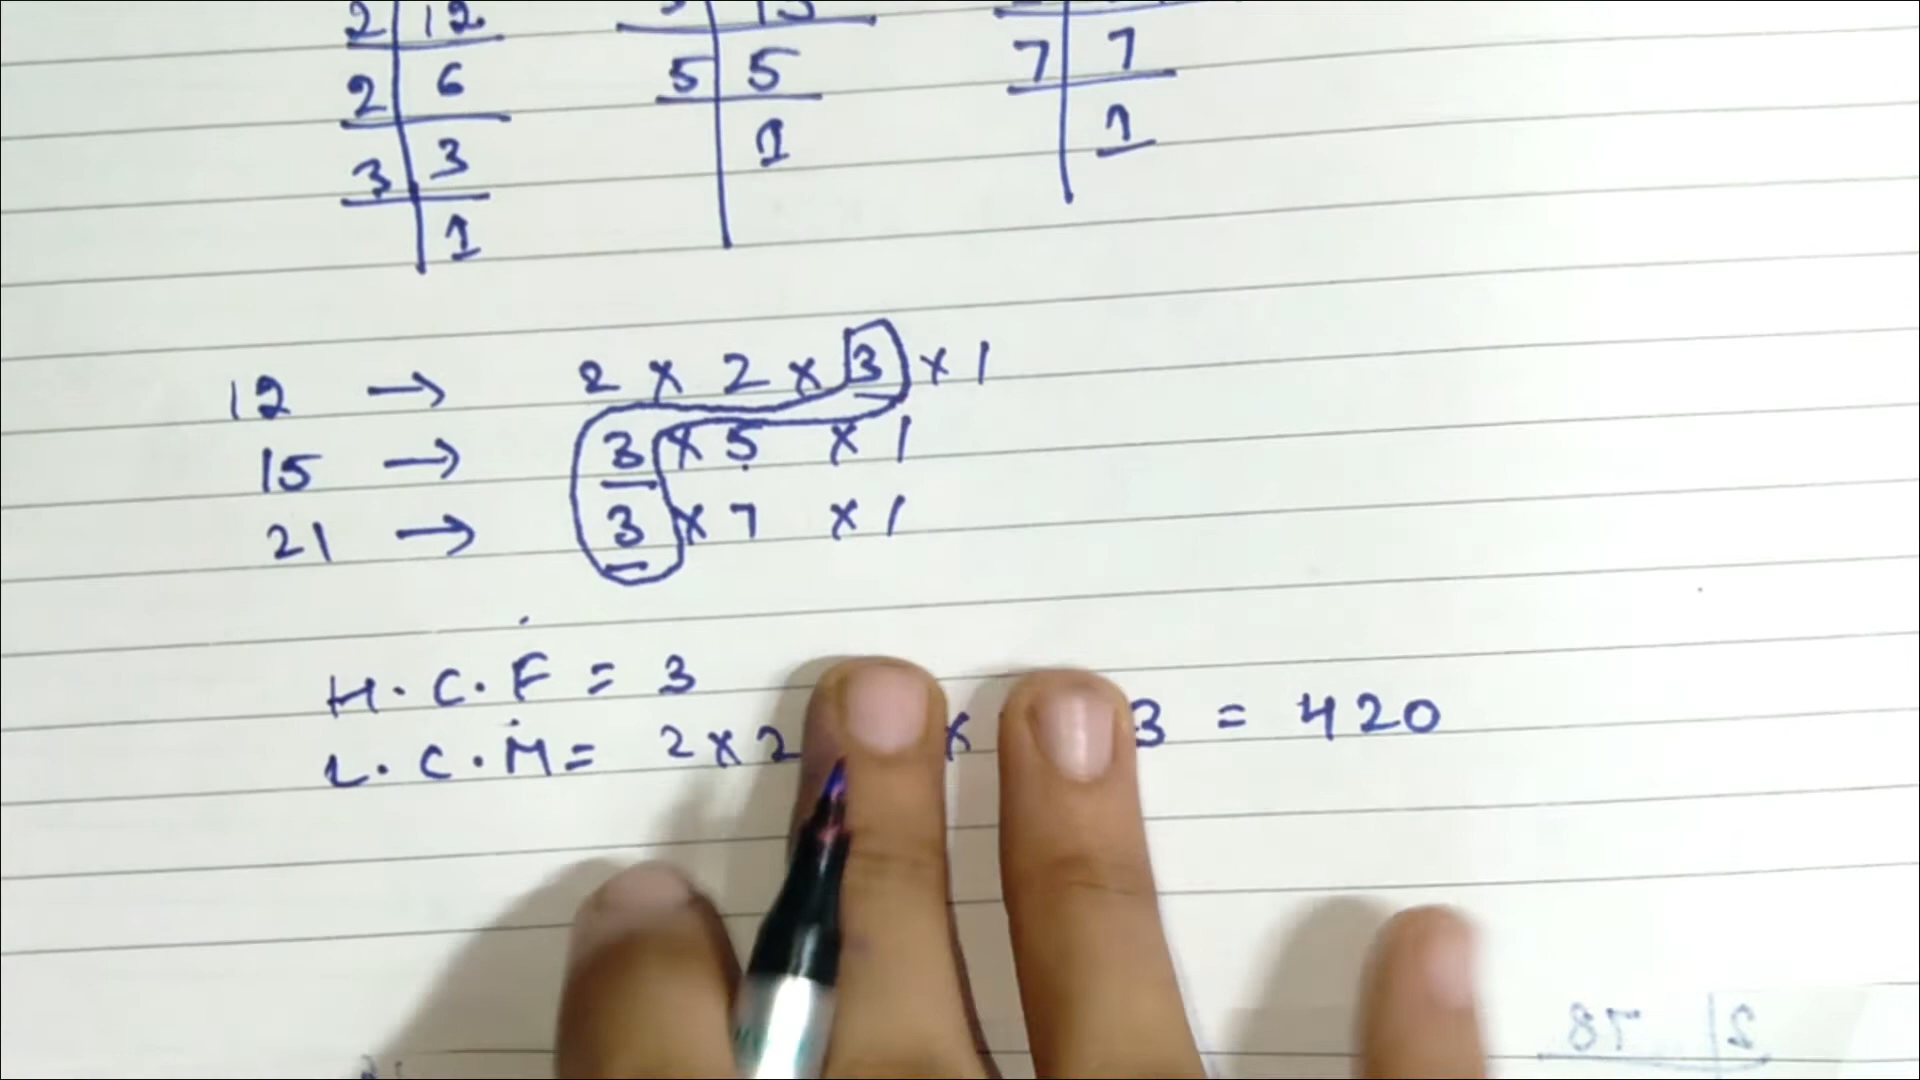 2 | 12 15
2 | 6 5 | 5 7 | 7
3 | 3 1 1
1
12 → 2 × 2 × 3 × 1
15 → 3 × 5 × 1
21 → 3 × 7 × 1
H.C.F = 3
L.C.M = 2×2 × 3 = 420